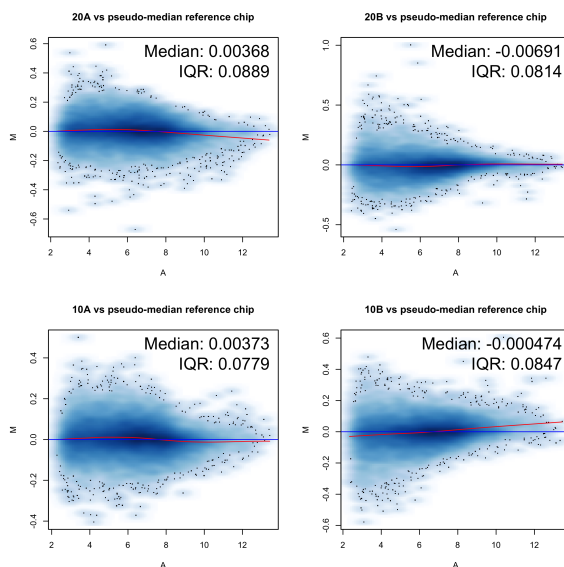 20A vs pseudo-median reference chip
Median: 0.00368
IQR: 0.0889
M
0.6
0.4
0.2
0.0
-0.2
-0.4
-0.6
2 4 6 8 10 12
A
20B vs pseudo-median reference chip
Median: -0.00691
IQR: 0.0814
M
1.0
0.5
0.0
-0.5
2 4 6 8 10 12
A
10A vs pseudo-median reference chip
Median: 0.00373
IQR: 0.0779
M
0.4
0.2
0.0
-0.2
-0.4
2 4 6 8 10 12
A
10B vs pseudo-median reference chip
Median: -0.000474
IQR: 0.0847
M
0.6
0.4
0.2
0.0
-0.2
-0.4
-0.6
2 4 6 8 10 12
A